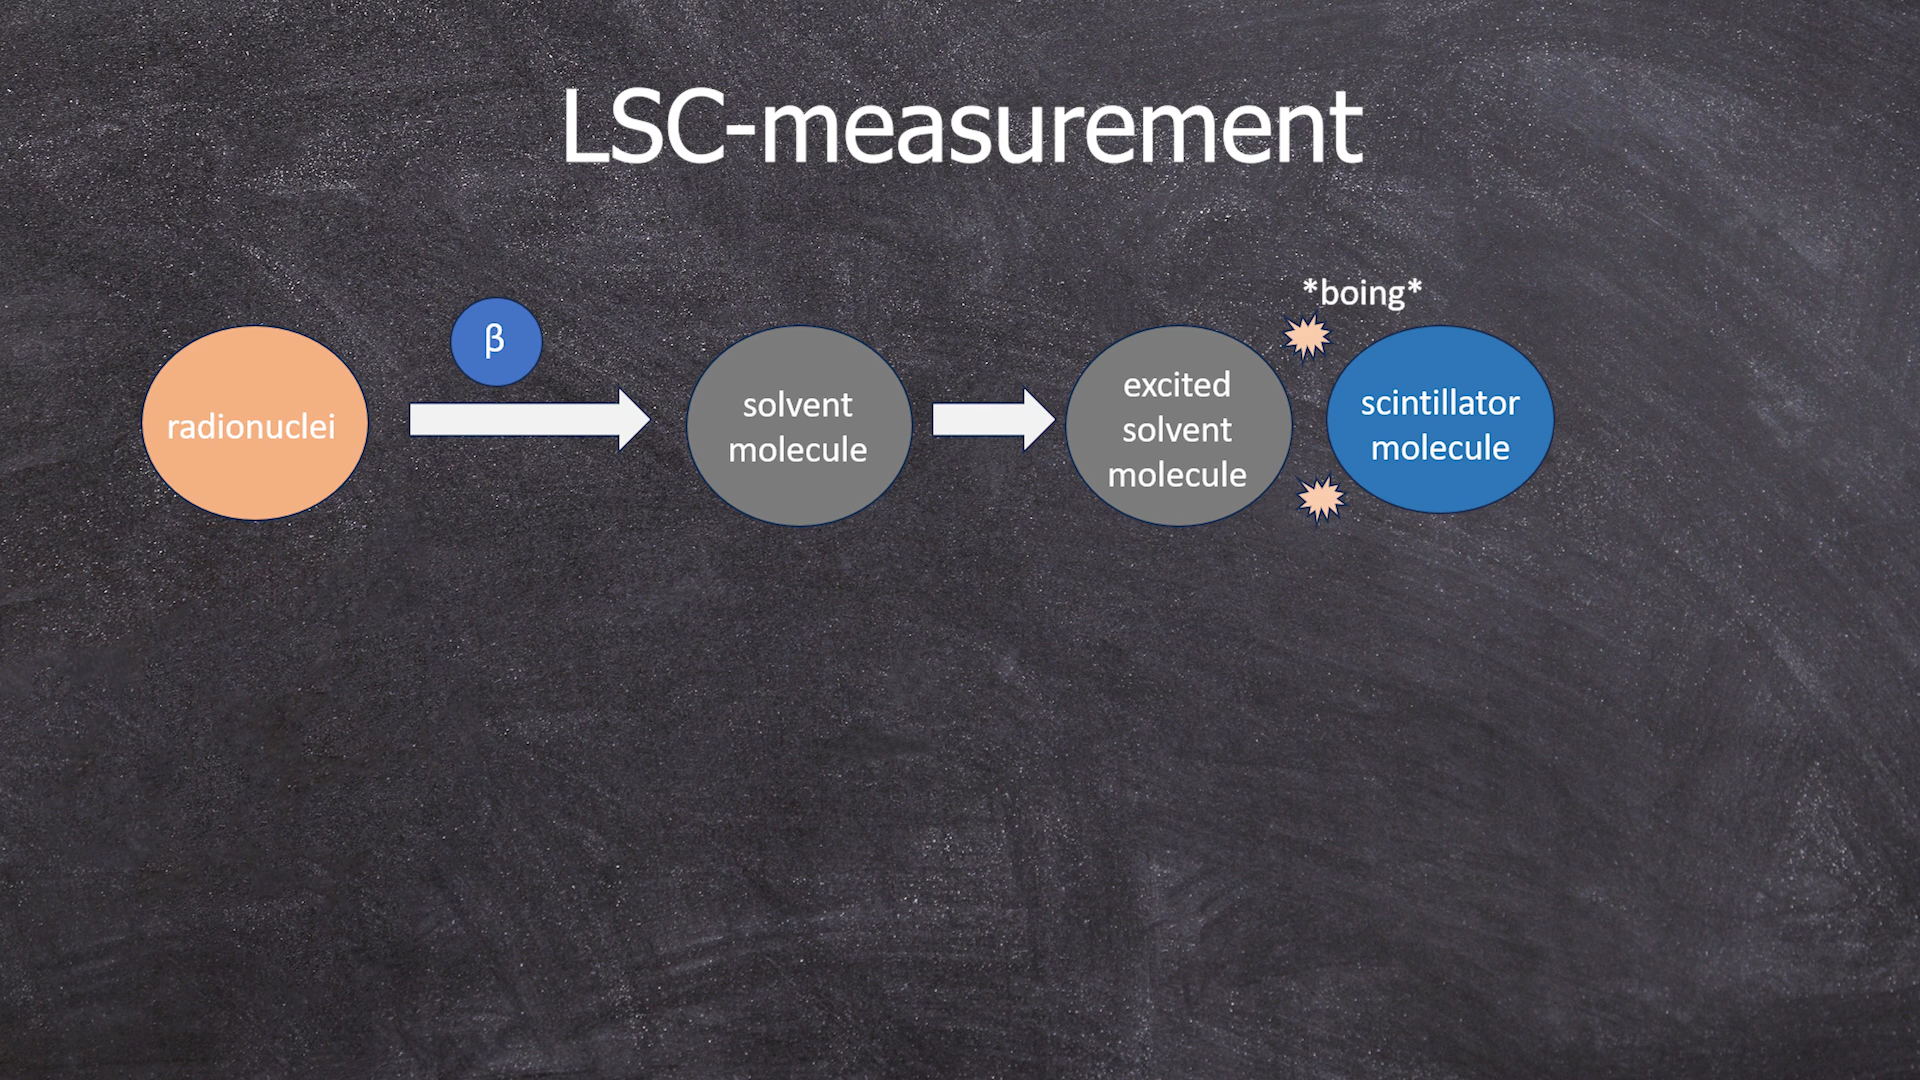 LSC-measurement
*boing*
β
radionuclei
solvent
molecule
excited
solvent
molecule
scintillator
molecule